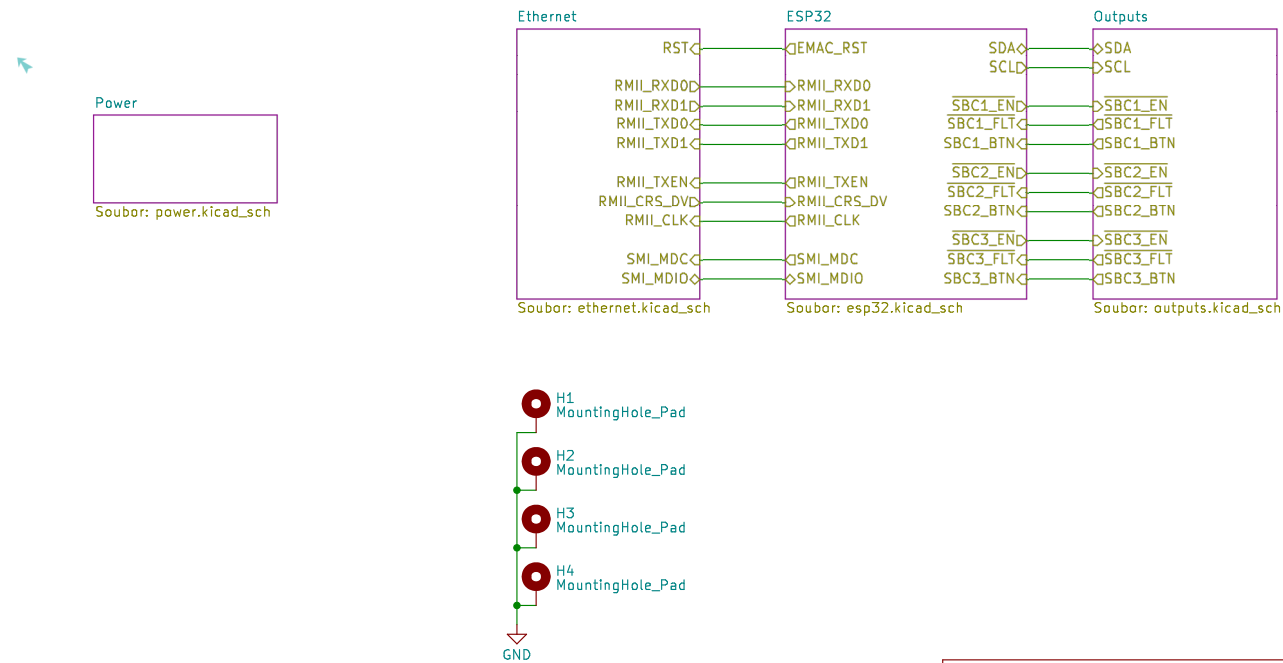 Power
Soubor: power.kicad_sch
Ethernet
RST
RMII_RXD0
RMII_RXD1
RMII_TXD0
RMII_TXD1
RMII_TXEN
RMII_CRS_DV
RMII_CLK
SMI_MDC
SMI_MDIO
Soubor: ethernet.kicad_sch
ESP32
EMAC_RST
RMII_RXD0
RMII_RXD1
RMII_TXD0
RMII_TXD1
RMII_TXEN
RMII_CRS_DV
RMII_CLK
SMI_MDC
SMI_MDIO
SDA
SCL
SBC1_EN
SBC1_FLT
SBC1_BTN
SBC2_EN
SBC2_FLT
SBC2_BTN
SBC3_EN
SBC3_FLT
SBC3_BTN
Soubor: esp32.kicad_sch
Outputs
SDA
SCL
SBC1_EN
SBC1_FLT
SBC1_BTN
SBC2_EN
SBC2_FLT
SBC2_BTN
SBC3_EN
SBC3_FLT
SBC3_BTN
Soubor: outputs.kicad_sch
H1
MountingHole_Pad
H2
MountingHole_Pad
H3
MountingHole_Pad
H4
MountingHole_Pad
GND